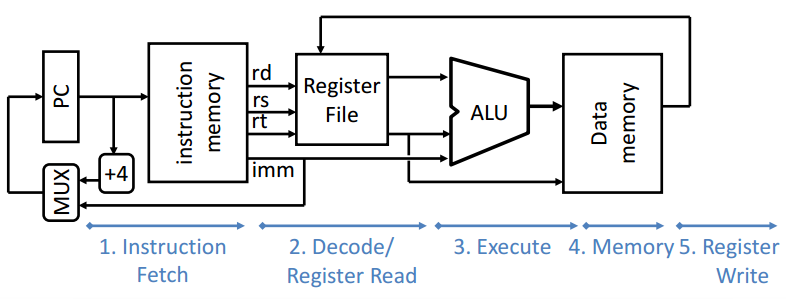 PC
+4
MUX
instruction
memory
rd
rs
rt
imm
Register
File
ALU
Data
memory
1. Instruction
Fetch
2. Decode/
Register Read
3. Execute
4. Memory
5. Register
Write